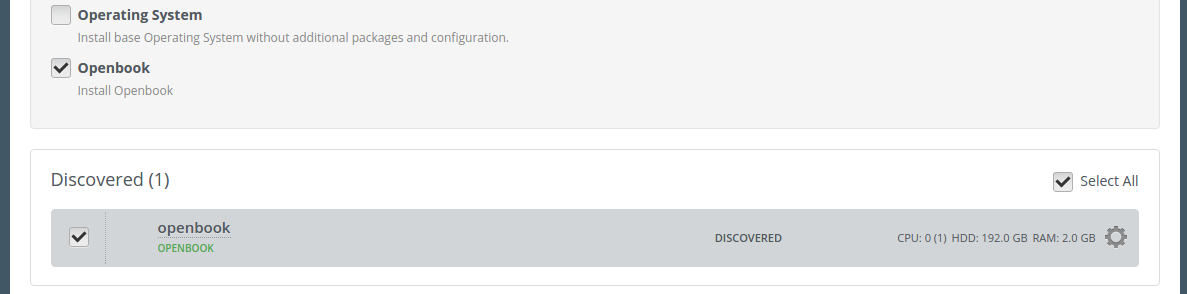 Operating System
Install base Operating System without additional packages and configuration.
Openbook
Install Openbook
Discovered (1)
Select All
openbook
OPENBOOK
DISCOVERED
CPU: 0 (1) HDD: 192.0 GB RAM: 2.0 GB